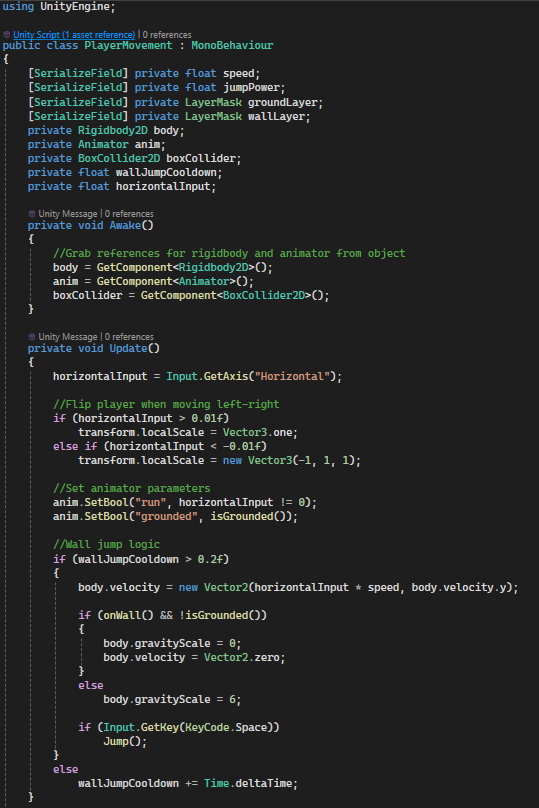 using UnityEngine;
Unity Script (1 asset reference) | 0 references
public class PlayerMovement : MonoBehaviour
{
[SerializeField] private float speed;
[SerializeField] private float jumpPower;
[SerializeField] private LayerMask groundLayer;
[SerializeField] private LayerMask wallLayer;
private Rigidbody2D body;
private Animator anim;
private BoxCollider2D boxCollider;
private float wallJumpCooldown;
private float horizontalInput;
Unity Message | 0 references
private void Awake()
{
//Grab references for rigidbody and animator from object
body = GetComponent<Rigidbody2D>();
anim = GetComponent<Animator>();
boxCollider = GetComponent<BoxCollider2D>();
}
Unity Message | 0 references
private void Update()
{
horizontalInput = Input.GetAxis("Horizontal");
//Flip player when moving left-right
if (horizontalInput > 0.01f)
transform.localScale = Vector3.one;
else if (horizontalInput < -0.01f)
transform.localScale = new Vector3(-1, 1, 1);
//Set animator parameters
anim.SetBool("run", horizontalInput != 0);
anim.SetBool("grounded", isGrounded());
//Wall jump logic
if (wallJumpCooldown > 0.2f)
{
body.velocity = new Vector2(horizontalInput * speed, body.velocity.y);
if (onWall() && !isGrounded())
{
body.gravityScale = 0;
body.velocity = Vector2.zero;
}
else
body.gravityScale = 6;
if (Input.GetKey(KeyCode.Space))
Jump();
}
else
wallJumpCooldown += Time.deltaTime;
}